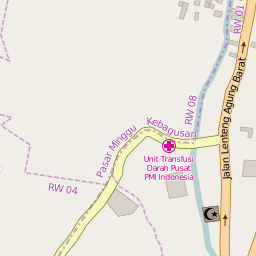 RW 01
Jalan Lenteng Agung Barat
RW 08
Kebagusan
Pasar Minggu
Unit Transfusi
Darah Pusat
PMI Indonesia
RW 04